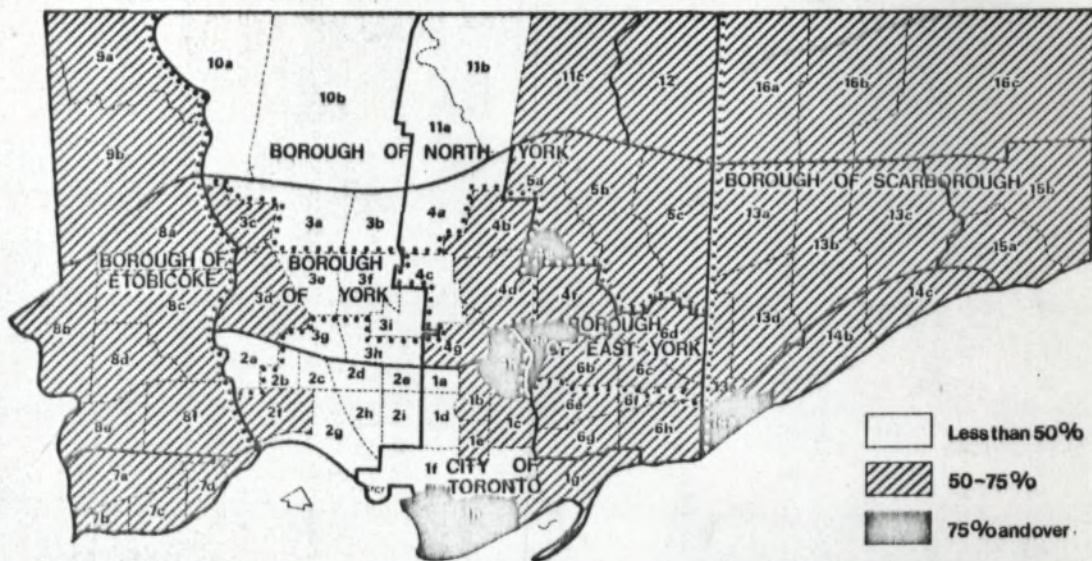 9a
10a
10b
11b
11a
11c
12
16a
16b
16c
9b
BOROUGH OF NORTH YORK
5a
5b
5c
BOROUGH OF SCARBOROUGH
8a
3c
3a
3b
4a
4b
13a
13b
13c
15b
15a
BOROUGH OF
ETOBICOKE
8c
BOROUGH
OF YORK
3d
3e
3f
4c
4d
4f
14c
8b
8d
3g
3i
3h
4g
BOROUGH
EAST YORK
6d
13d
14b
2a
2b
2c
2d
2e
1a
6b
6c
8e
8f
2f
2g
2h
2i
1d
1b
1c
1e
6e
6f
6g
6h
7a
7b
7c
7d
1f
CITY OF
TORONTO
1g
Less than 50%
50-75%
75% and over